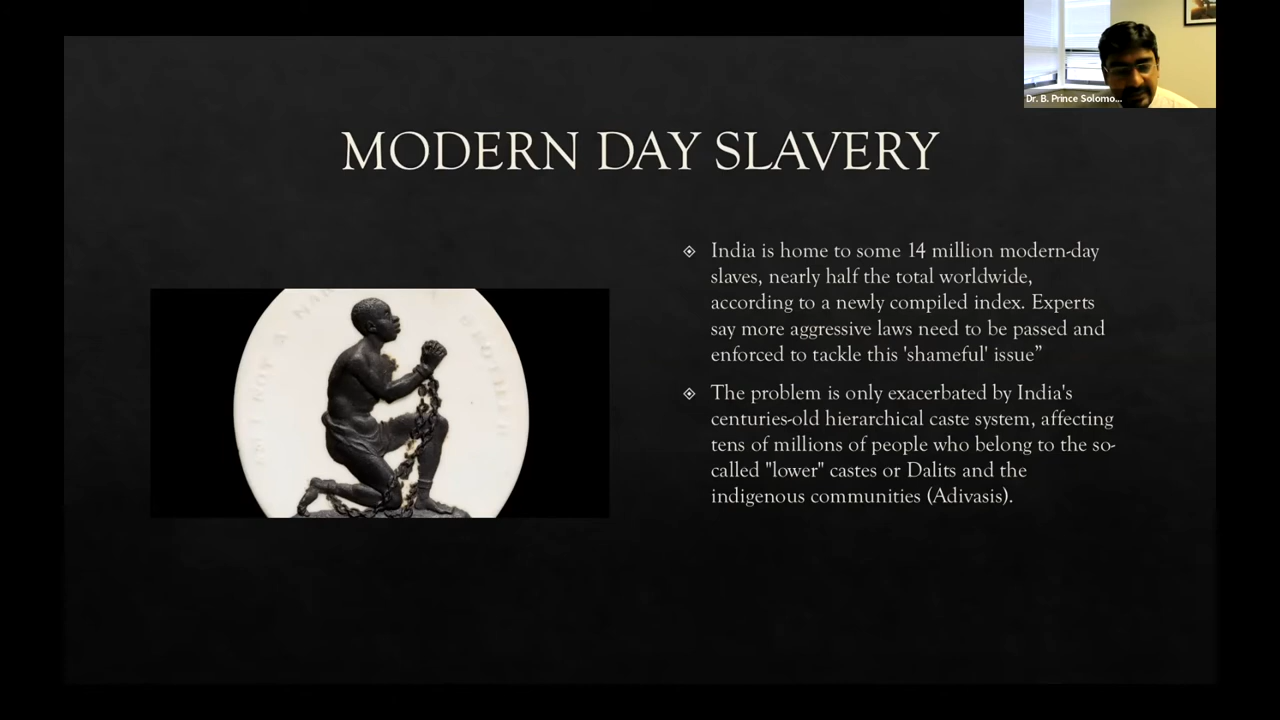 Dr. B. Prince Solomo...
MODERN DAY SLAVERY
India is home to some 14 million modern-day
slaves, nearly half the total worldwide,
according to a newly compiled index. Experts
say more aggressive laws need to be passed and
enforced to tackle this 'shameful' issue”
The problem is only exacerbated by India's
centuries-old hierarchical caste system, affecting
tens of millions of people who belong to the so-
called "lower" castes or Dalits and the
indigenous communities (Adivasis).